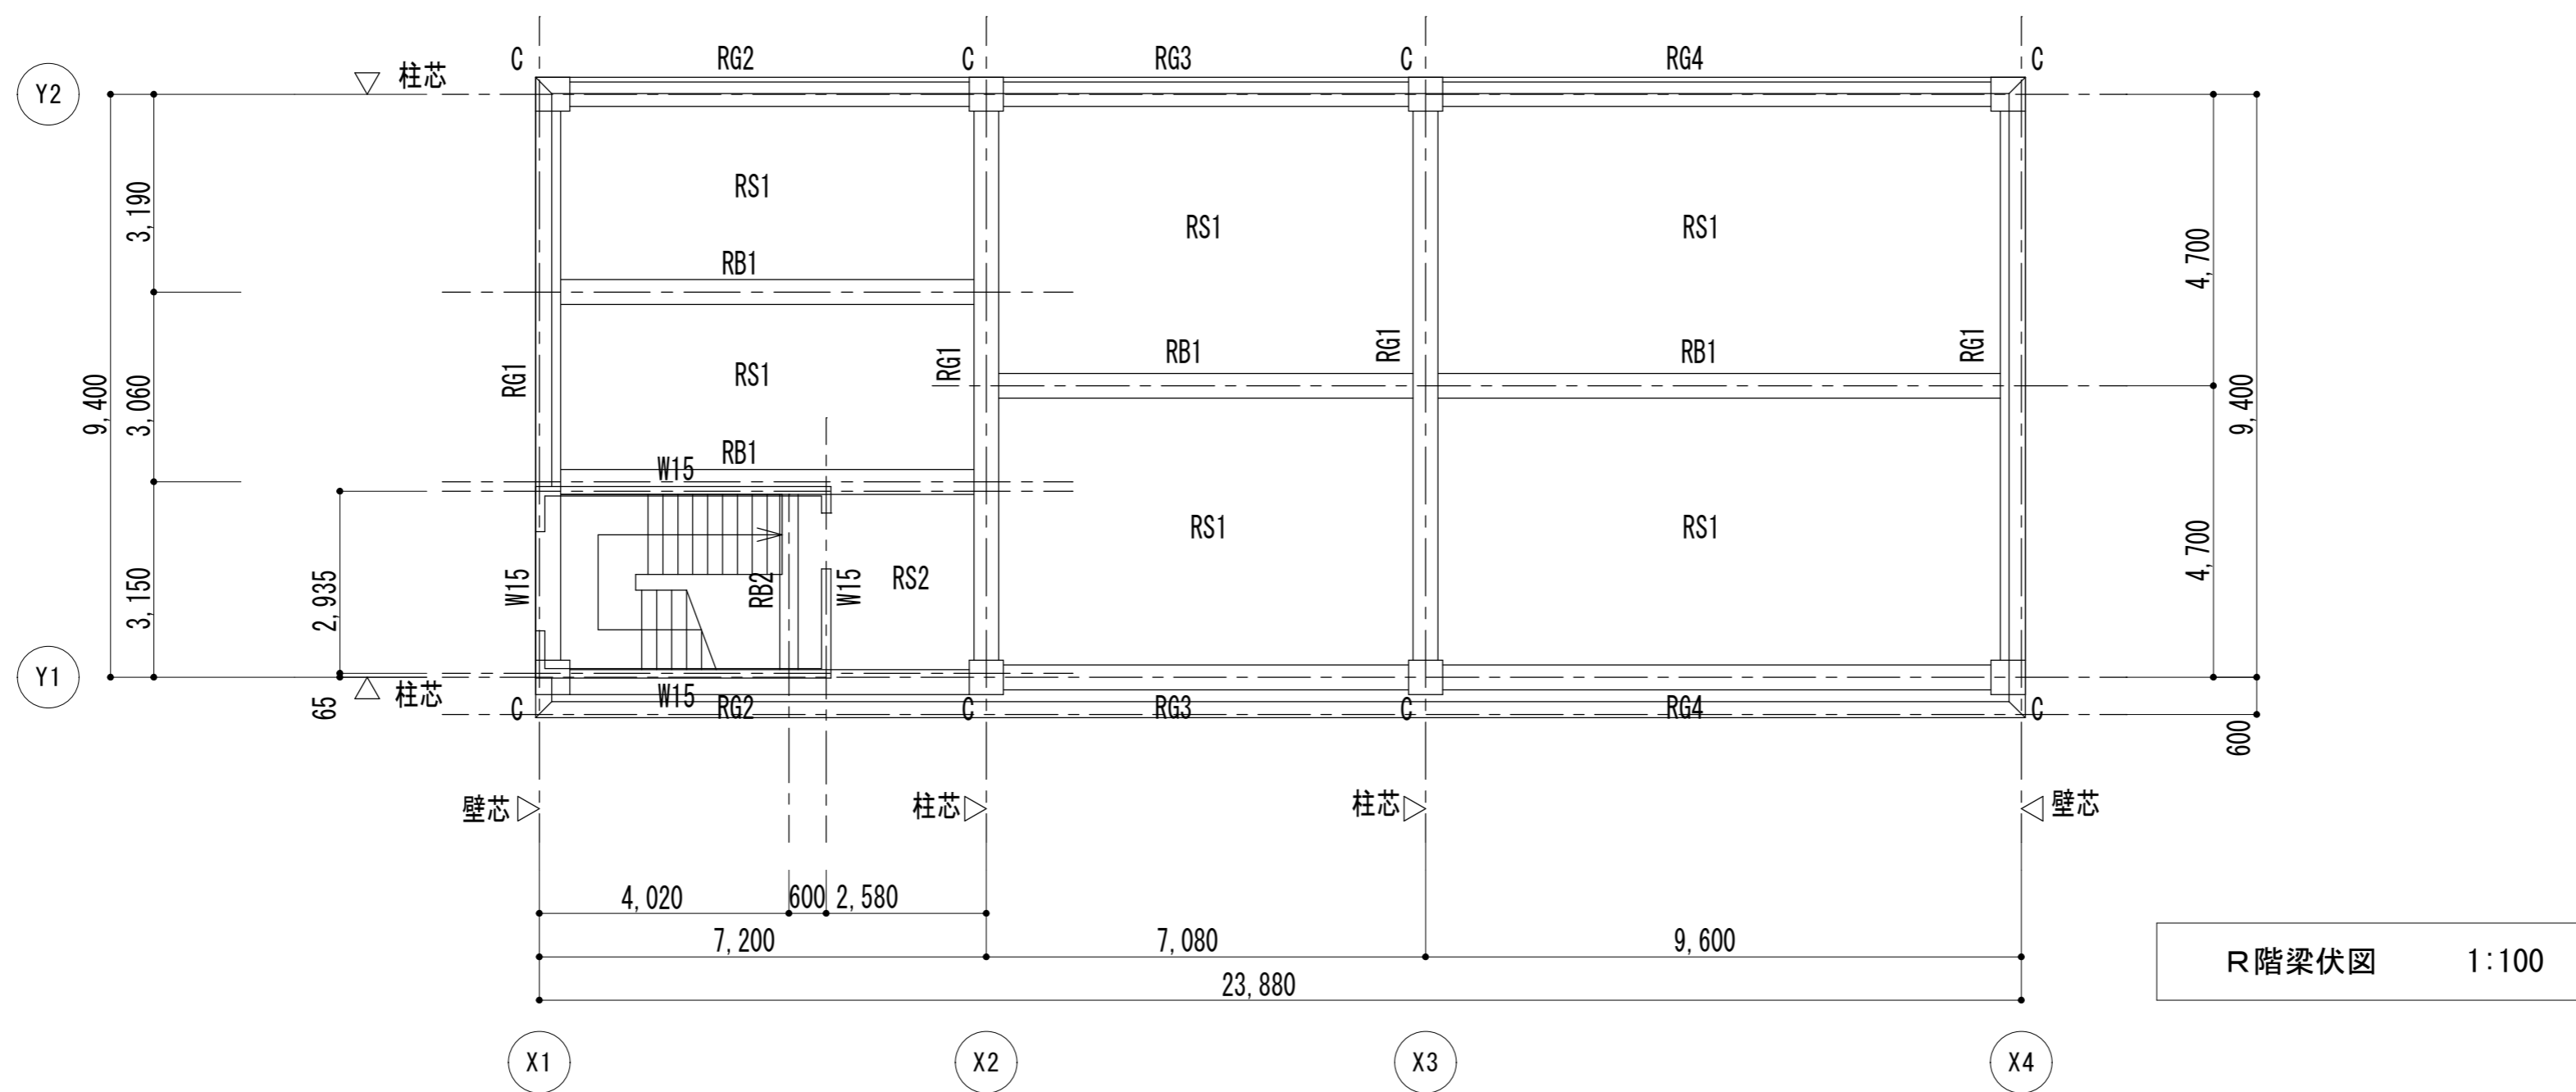 C RG2 C RG3 C RG4 C
Y2 柱芯
RS1
3,190
RS1 RS1
4,700
RB1
RG1 RG1 RG1 RG1
RB1 RB1
RS1
9,400 3,060 9,400
RB1
W15
4,700
RS1 RS1
3,150 2,935 W15 RB2 W15 RS2
Y1 柱芯
65 C W15 RG2 C RG3 C RG4 C
600
壁芯 柱芯 柱芯 壁芯
4,020 600 2,580
7,200 7,080 9,600
23,880
R階梁伏図 1:100
X1 X2 X3 X4